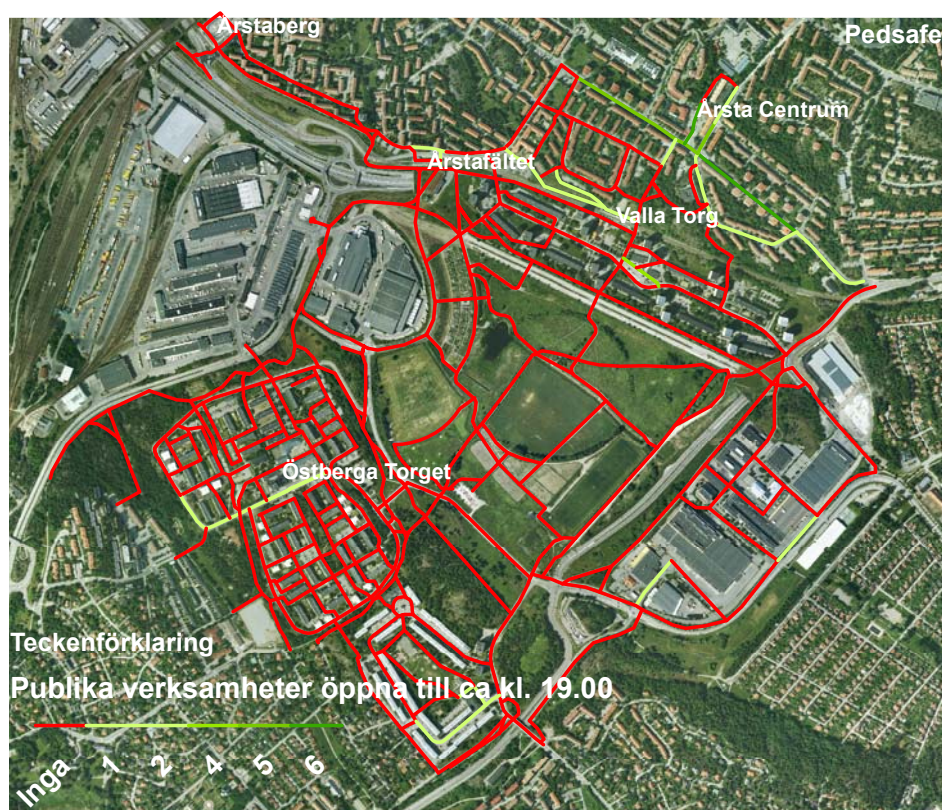 Årstaberg
Pedsafe
Årsta Centrum
Årstafältet
Valla Torg
Östberga Torget
Teckenförklaring
Publika verksamheter öppna till ca kl. 19.00
Inga 1 2 4 5 6